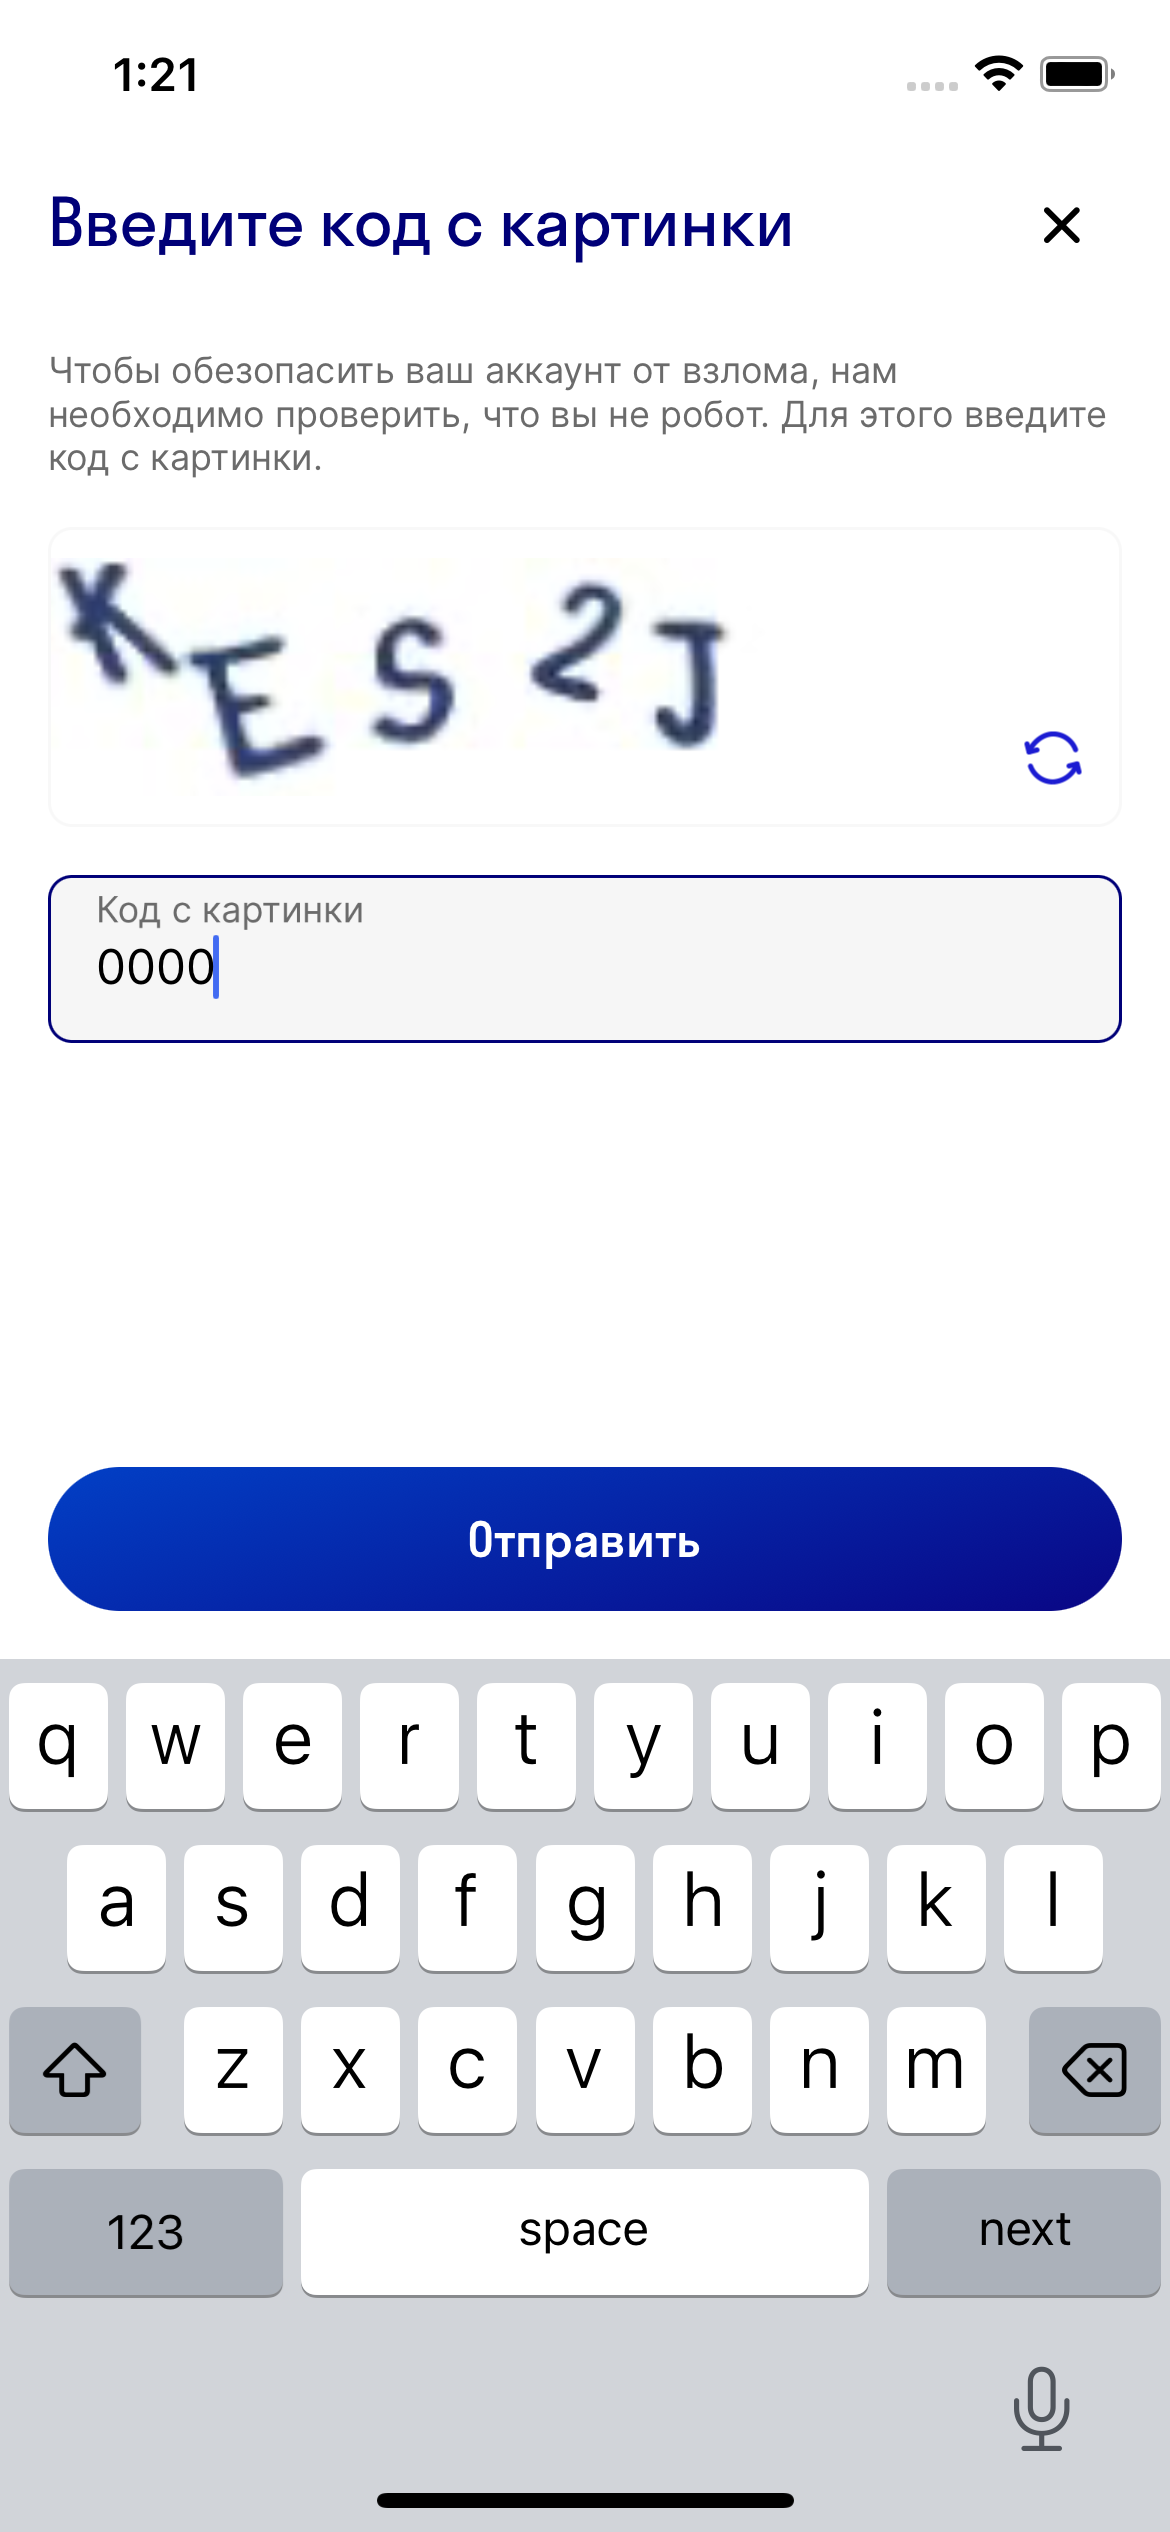 1:21
Введите код с картинки
Чтобы обезопасить ваш аккаунт от взлома, нам
необходимо проверить, что вы не робот. Для этого введите
код с картинки.
KES2J
Код с картинки
0000
Отправить
q w e r t y u i o p
a s d f g h j k l
z x c v b n m
123 space next